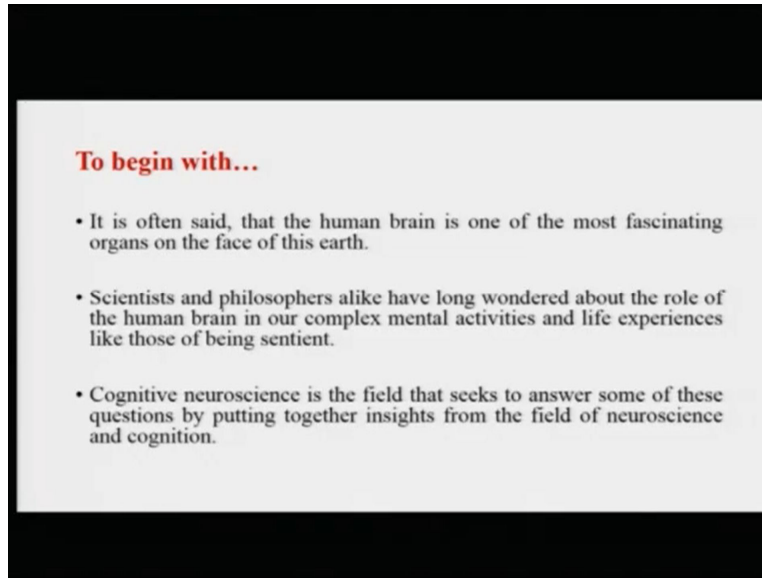 To begin with…
• It is often said, that the human brain is one of the most fascinating
organs on the face of this earth.
• Scientists and philosophers alike have long wondered about the role of
the human brain in our complex mental activities and life experiences
like those of being sentient.
• Cognitive neuroscience is the field that seeks to answer some of these
questions by putting together insights from the field of neuroscience
and cognition.